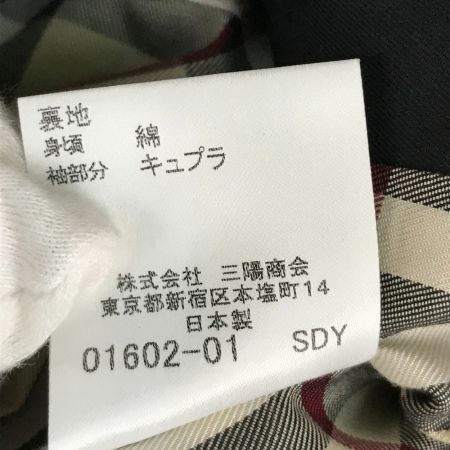 裏地
身頃 綿
袖部分 キュプラ
株式会社 三陽商会
東京都新宿区本塩町14
日本製
01602-01 SDY